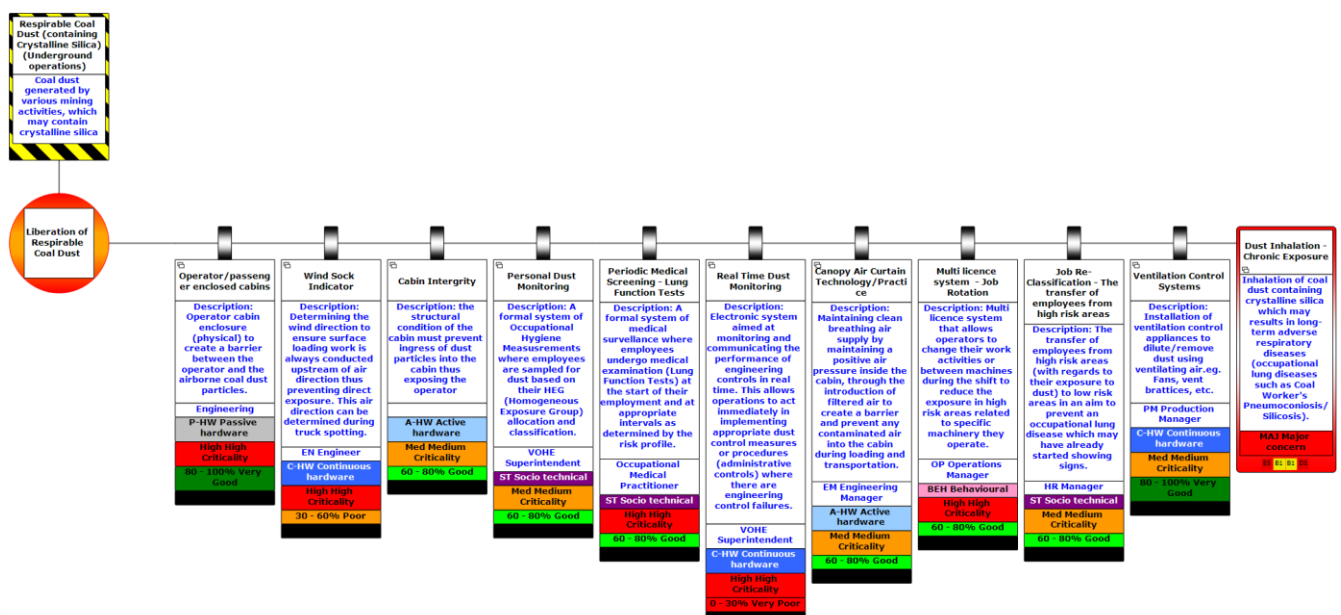 Respirable Coal
Dust (containing
Crystalline Silica)
(Underground
operations)
Coal dust
generated by
various mining
activities, which
may contain
crystalline silica
Liberation of
Respirable
Coal Dust
Operator/passeng
er enclosed cabins
Description:
Operator cabin
enclosure
(physical) to
create a barrier
between the
operator and the
airborne coal dust
particles.
Engineering
P-HW Passive
hardware
High High
Criticality
80 - 100% Very
Good
Wind Sock
Indicator
Description:
Determining the
wind direction to
ensure surface
loading work is
always conducted
upstream of air
direction thus
preventing direct
exposure. This air
direction can be
determined during
truck spotting.
EN Engineer
C-HW Continuous
hardware
High High
Criticality
30 - 60% Poor
Cabin Intergrity
Description: the
structural
condition of the
cabin must prevent
ingress of dust
particles into the
cabin thus
exposing the
operator
A-HW Active
hardware
Med Medium
Criticality
60 - 80% Good
Personal Dust
Monitoring
Description: A
formal system of
Occupational
Hygiene
Measurements
where employees
are sampled for
dust based on
their HEG
(Homogeneous
Exposure Group)
allocation and
classification.
VOHE
Superintendent
ST Socio technical
Med Medium
Criticality
60 - 80% Good
Periodic Medical
Screening - Lung
Function Tests
Description: A
formal system of
medical
survellance where
employees
undergo medical
examination (Lung
Function Tests) at
the start of their
employment and at
appropriate
intervals as
determined by the
risk profile.
Occupational
Medical
Practitioner
ST Socio technical
High High
Criticality
60 - 80% Good
Real Time Dust
Monitoring
Description:
Electronic system
aimed at
monitoring and
communicating the
performance of
engineering
controls in real
time. This allows
operations to act
immediately in
implementing
appropriate dust
control measures
or procedures
(administrative
controls) where
there are
engineering
control failures.
VOHE
Superintendent
C-HW Continuous
hardware
High High
Criticality
0 - 30% Very Poor
Canopy Air Curtain
Technology/Practi
ce
Description:
Maintaining clean
breathing air
supply by
maintaining a
positive air
pressure inside the
cabin, through the
introduction of
filtered air to
create a barrier
and prevent any
contaminated air
into the cabin
during loading and
transportation.
EM Engineering
Manager
A-HW Active
hardware
Med Medium
Criticality
60 - 80% Good
Multi licence
system - Job
Rotation
Description: Multi
licence system
that allows
operators to
change their work
activities or
between machines
during the shift to
reduce the
exposure in high
risk areas related
to specific
machinery they
operate.
OP Operations
Manager
BEH Behavioural
High High
Criticality
60 - 80% Good
Job Re-
Classification - The
transfer of
employees from
high risk areas
Description: The
transfer of
employees from
high risk areas
(with regards to
their exposure to
dust) to low risk
areas in an aim to
prevent an
occupational lung
disease which may
have already
started showing
signs.
HR Manager
ST Socio technical
Med Medium
Criticality
60 - 80% Good
Ventilation Control
Systems
Description:
Installation of
ventilation control
appliances to
dilute/remove
dust using
ventilating air.eg.
Fans, vent
brattices, etc.
PM Production
Manager
C-HW Continuous
hardware
Med Medium
Criticality
80 - 100% Very
Good
Dust Inhalation -
Chronic Exposure
Inhalation of coal
dust containing
crystalline silica
which may
results in long-
term adverse
respiratory
diseases
(occupational
lung diseases
such as Coal
Worker's
Pneumoconiosis/
Silicosis).
MAJ Major
concern
B1 B1